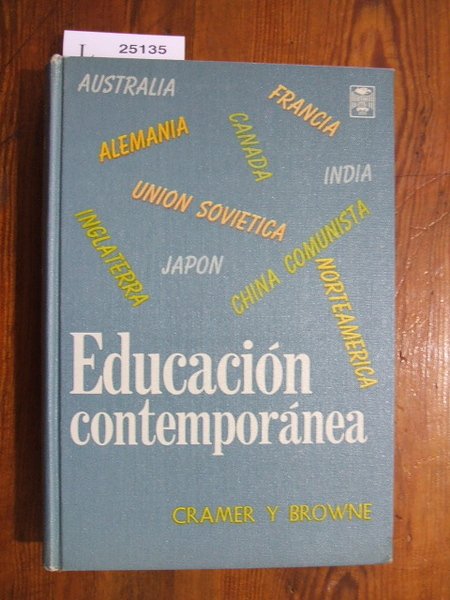 25135
AUSTRALIA
FRANCIA
ALEMANIA
CANADA
INDIA
UNION SOVIETICA
INGLATERRA
JAPON
CHINA COMUNISTA
NORTEAMERICA
Educación
contemporánea
CRAMER Y BROWNE